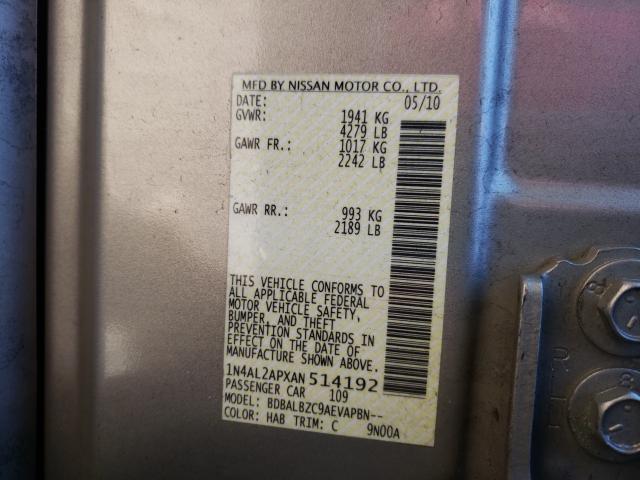 MFD BY NISSAN MOTOR CO., LTD.
DATE: 05/10
GVWR: 1941 KG
4279 LB
GAWR FR.: 1017 KG
2242 LB
GAWR RR.: 993 KG
2189 LB
THIS VEHICLE CONFORMS TO
ALL APPLICABLE FEDERAL
MOTOR VEHICLE SAFETY,
BUMPER, AND THEFT
PREVENTION STANDARDS IN
EFFECT ON THE DATE OF
MANUFACTURE SHOWN ABOVE.
1N4AL2APXAN 514192
PASSENGER CAR 109
MODEL: BDBALBZC9AEVAPBN--
COLOR: HAB TRIM: C 9N00A